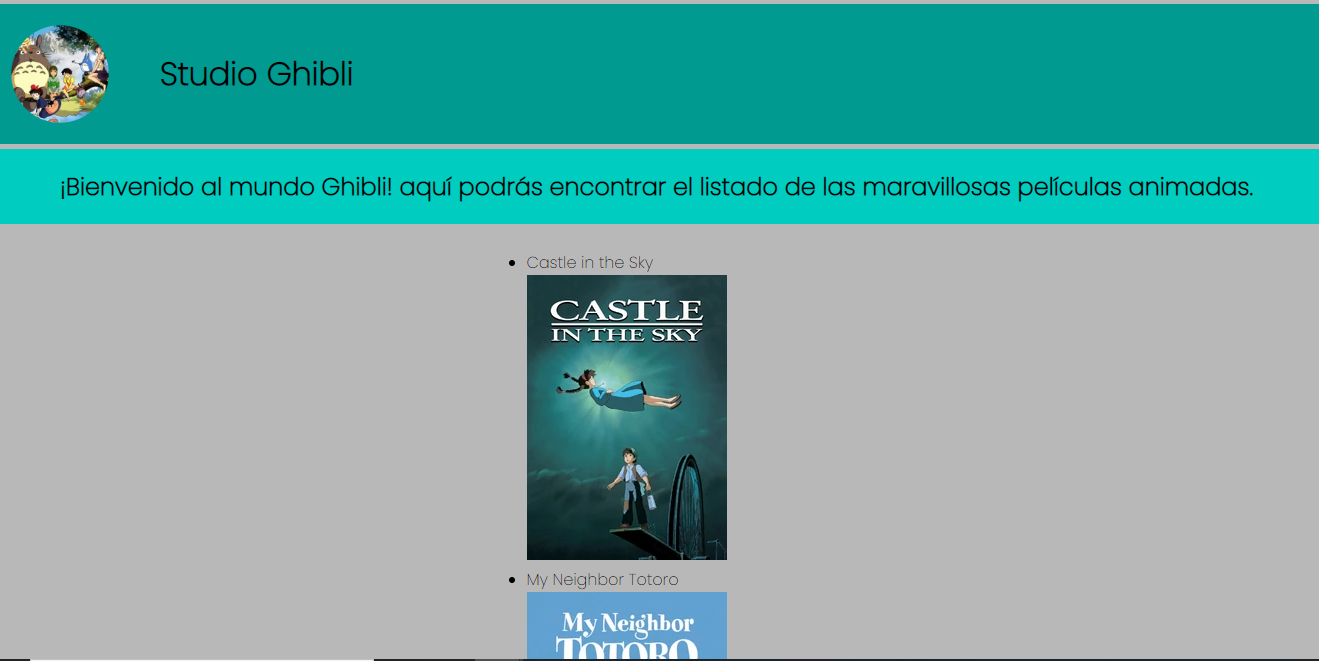 Studio Ghibli
¡Bienvenido al mundo Ghibli! aquí podrás encontrar el listado de las maravillosas películas animadas.
Castle in the Sky
CASTLE
IN THE SKY
My Neighbor Totoro
My Neighbor
TOTORO